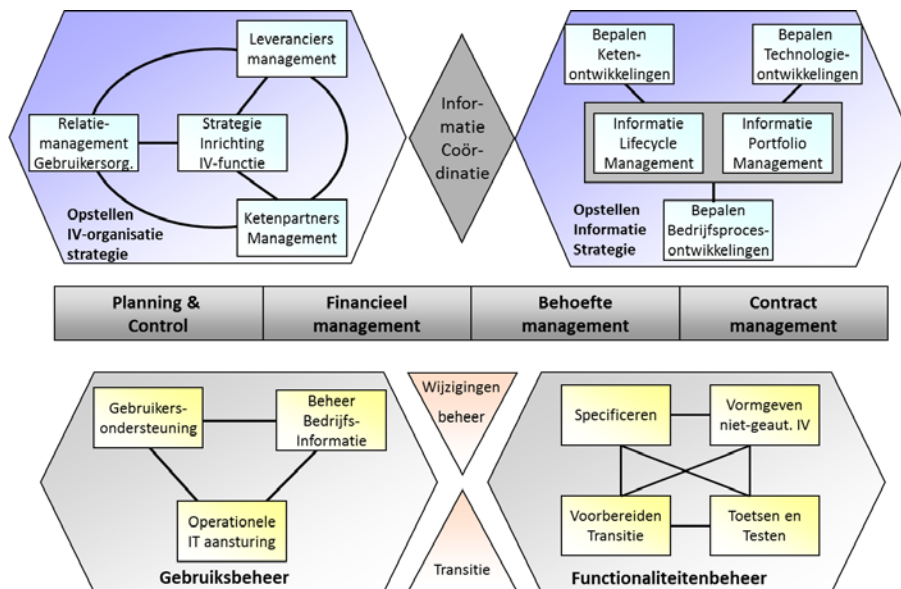 Leveranciers
management
Relatie-
management
Gebruikersorg.
Strategie
Inrichting
IV-functie
Ketenpartners
Management
Opstellen
IV-organisatie
strategie
Infor-
matie
Coör-
dinatie
Bepalen
Keten-
ontwikkelingen
Bepalen
Technologie-
ontwikkelingen
Informatie
Lifecycle
Management
Informatie
Portfolio
Management
Opstellen
Informatie
Strategie
Bepalen
Bedrijfsproces-
ontwikkelingen
Planning &
Control
Financieel
management
Behoefte
management
Contract
management
Gebruikers-
ondersteuning
Beheer
Bedrijfs-
Informatie
Operationele
IT aansturing
Gebruiksbeheer
Wijzigingen
beheer
Transitie
Specificeren
Vormgeven
niet-geaut. IV
Voorbereiden
Transitie
Toetsen en
Testen
Functionaliteitenbeheer